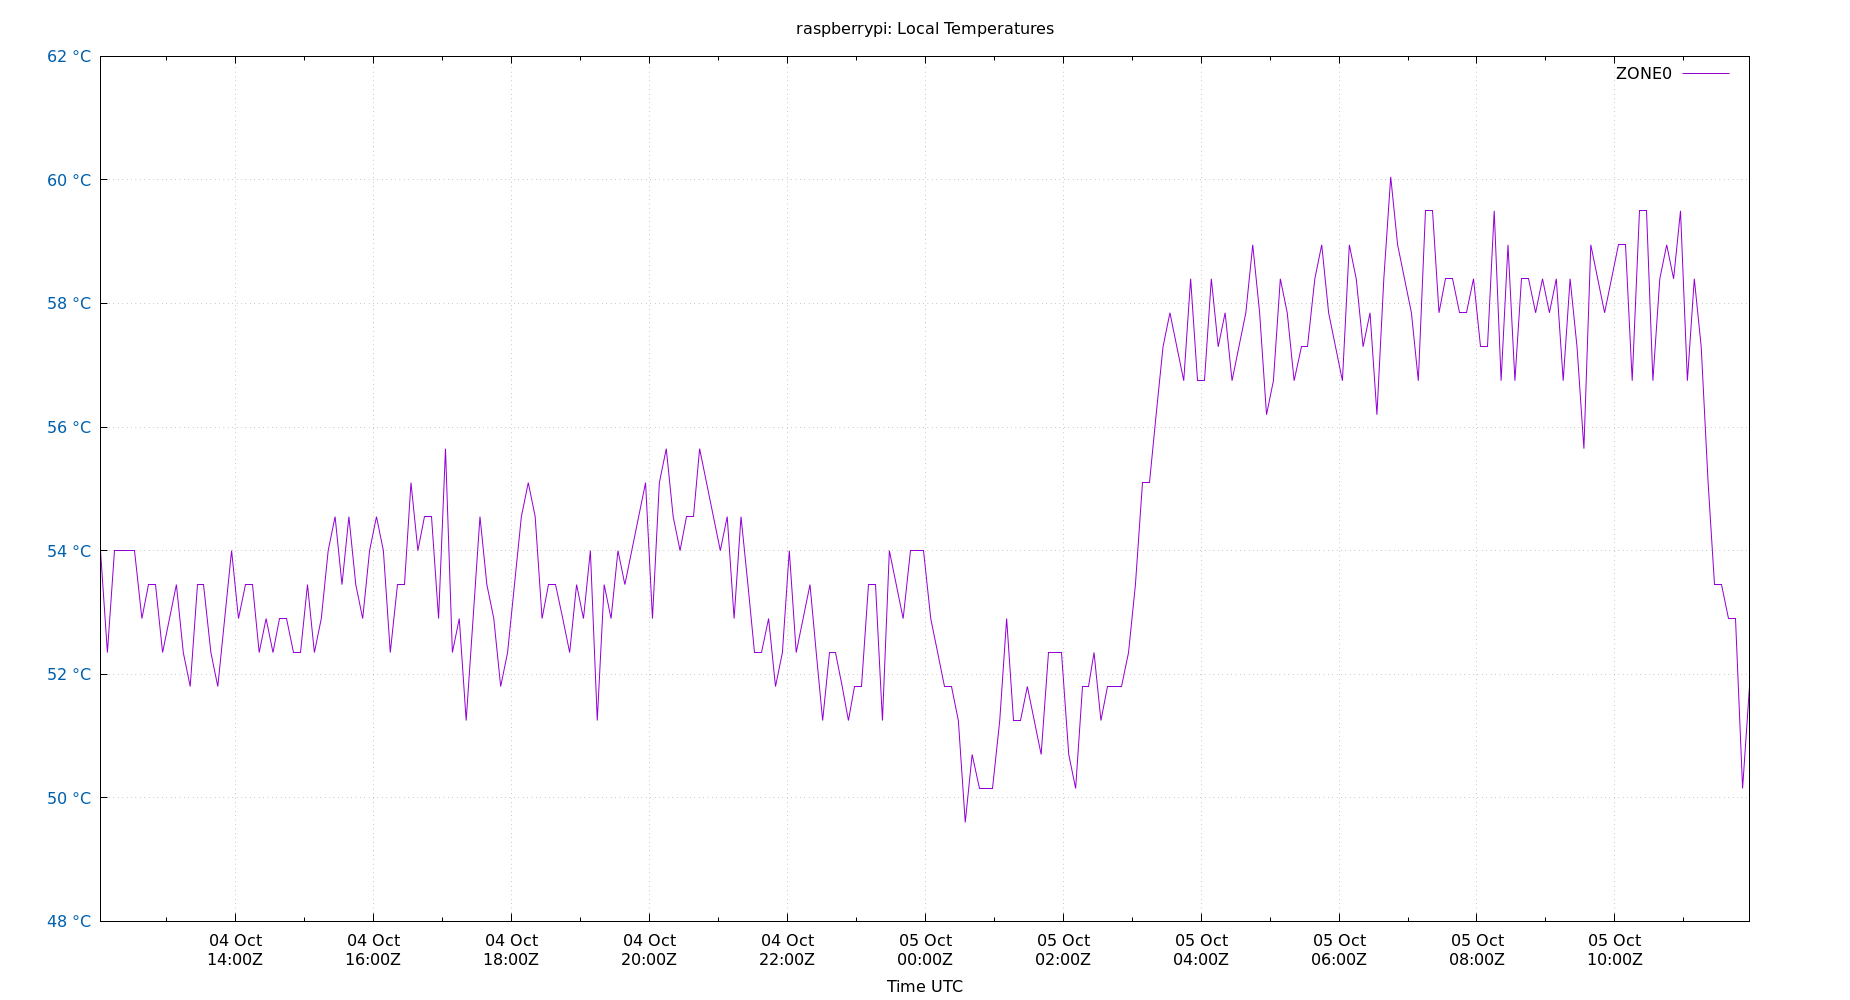 raspberrypi: Local Temperatures
62 °C
ZONE0
60 °C
58 °C
56 °C
54 °C
52 °C
50 °C
48 °C
04 Oct 04 Oct 04 Oct 04 Oct 04 Oct 05 Oct 05 Oct 05 Oct 05 Oct 05 Oct 05 Oct
14:00Z 16:00Z 18:00Z 20:00Z 22:00Z 00:00Z 02:00Z 04:00Z 06:00Z 08:00Z 10:00Z
Time UTC